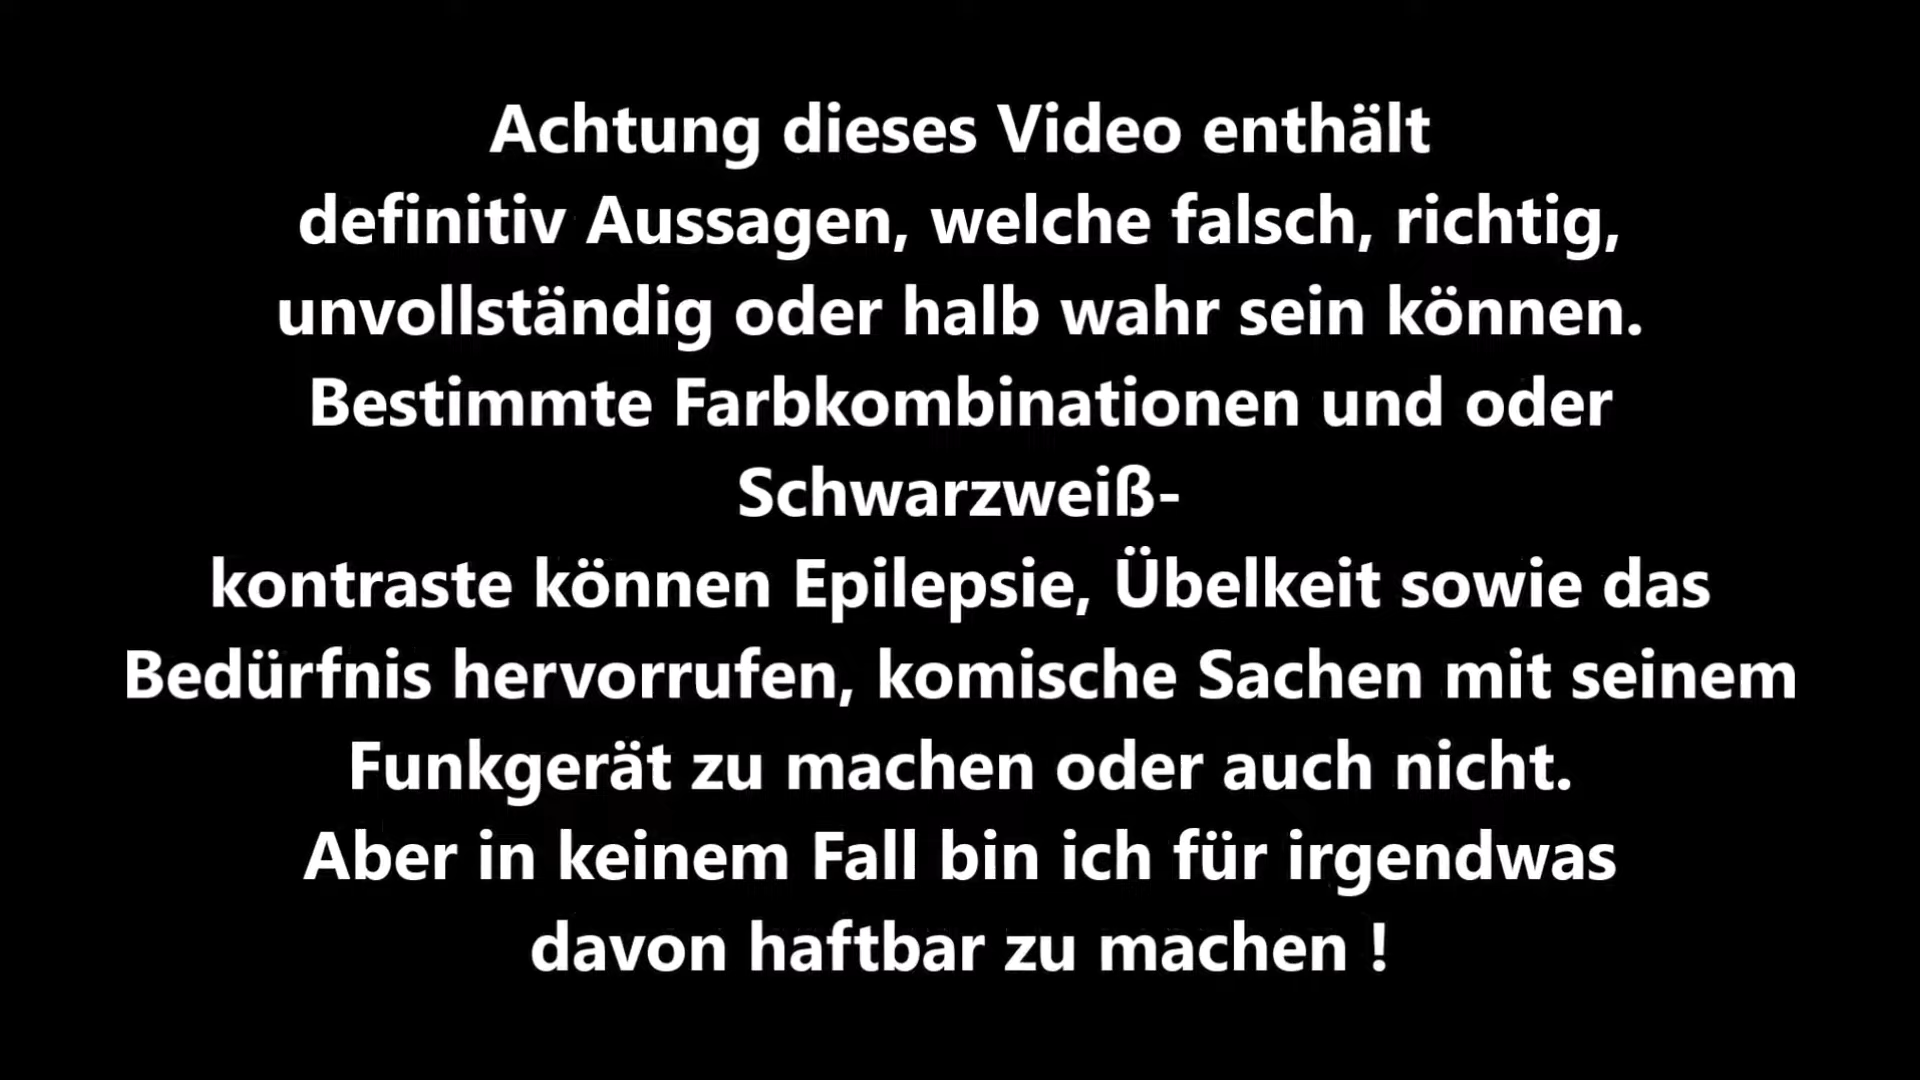 Achtung dieses Video enthält
definitiv Aussagen, welche falsch, richtig,
unvollständig oder halb wahr sein können.
Bestimmte Farbkombinationen und oder
Schwarzweiß-
kontraste können Epilepsie, Übelkeit sowie das
Bedürfnis hervorrufen, komische Sachen mit seinem
Funkgerät zu machen oder auch nicht.
Aber in keinem Fall bin ich für irgendwas
davon haftbar zu machen !